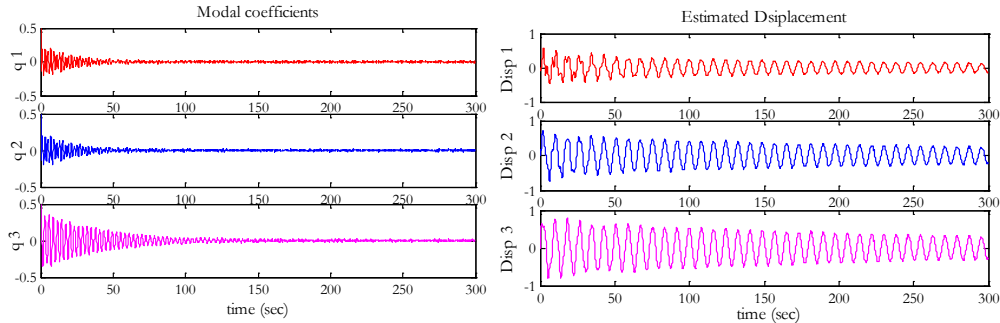 Modal coefficients
0.5
q 1
0
-0.5
0 50 100 150 200 250 300
0.5
q 2
0
-0.5
0 50 100 150 200 250 300
0.5
q 3
0
-0.5
0 50 100 150 200 250 300
time (sec)
Estimated Dsiplacement
1
Disp 1
0
-1
0 50 100 150 200 250 300
1
Disp 2
0
-1
0 50 100 150 200 250 300
1
Disp 3
0
-1
0 50 100 150 200 250 300
time (sec)